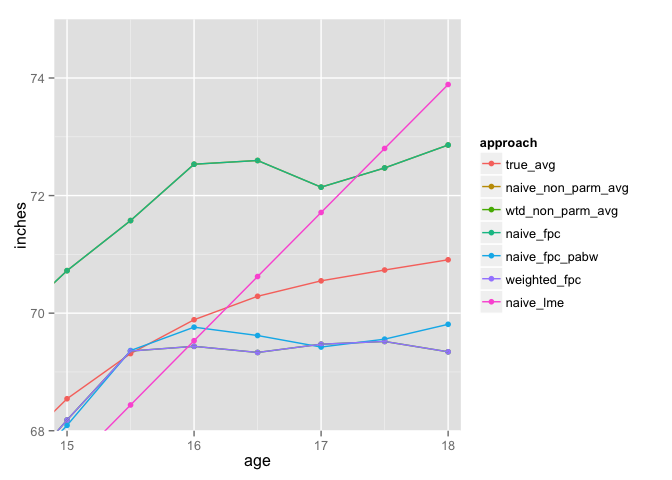 74
72
70
68
15
16
17
18
inches
age
approach
true_avg
naive_non_parm_avg
wtd_non_parm_avg
naive_fpc
naive_fpc_pabw
weighted_fpc
naive_lme